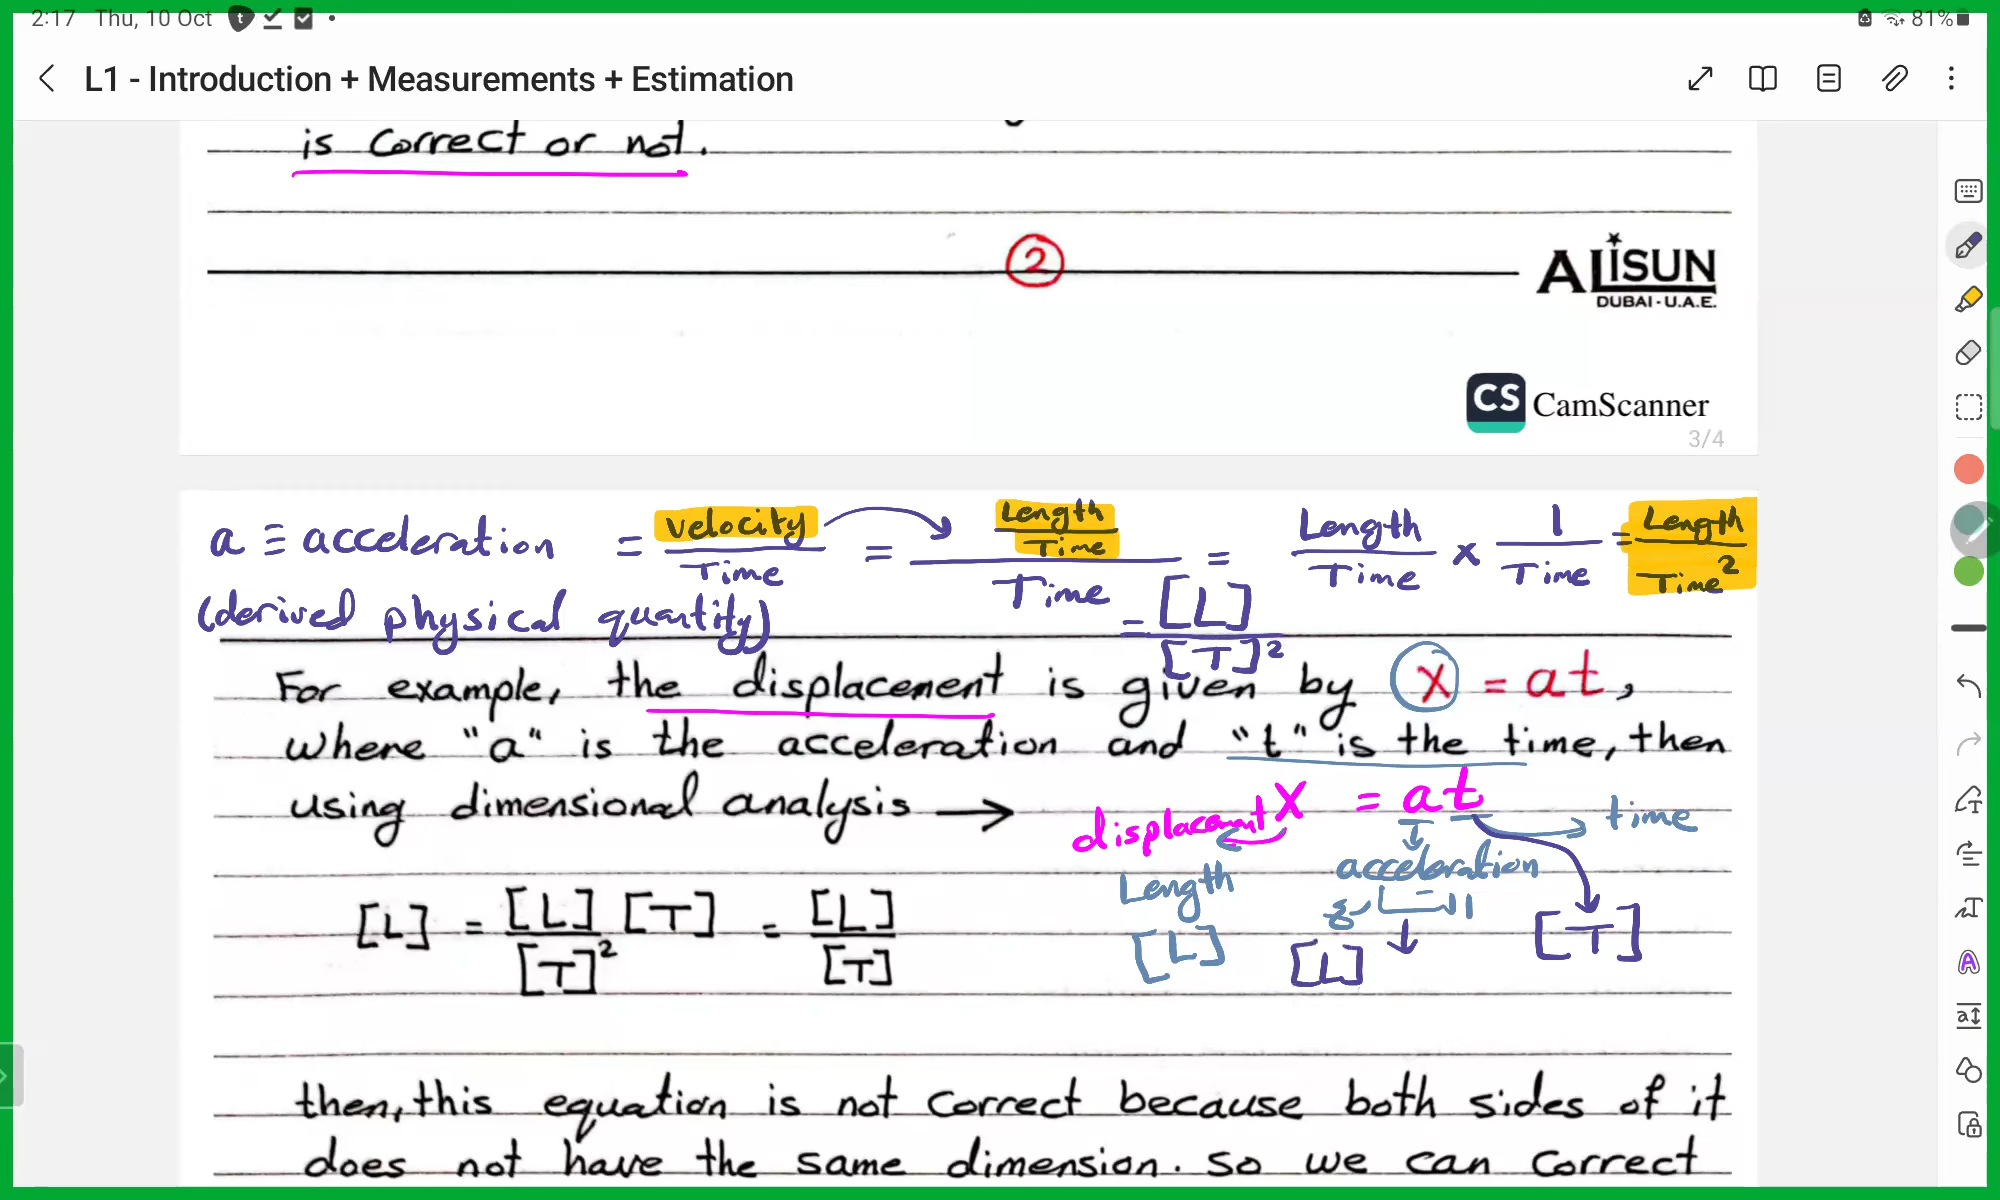 2:17 Thu, 10 Oct
81%
L1 - Introduction + Measurements + Estimation
is correct or not.
2
ALISUN
DUBAI - U.A.E.
CS CamScanner
3/4
a ≡ acceleration = velocity / Time = Length / Time / Time = Length / Time × 1 / Time = Length / Time²
(derived physical quantity) = [L] / [T]²
For example, the displacement is given by x = at,
where "a" is the acceleration and "t" is the time, then
using dimensional analysis → x = at
displacement time
Length acceleration
[L] [L] [T]
[L] = [L] / [T]² [T] = [L] / [T]
then, this equation is not correct because both sides of it
does not have the same dimension. so we can correct